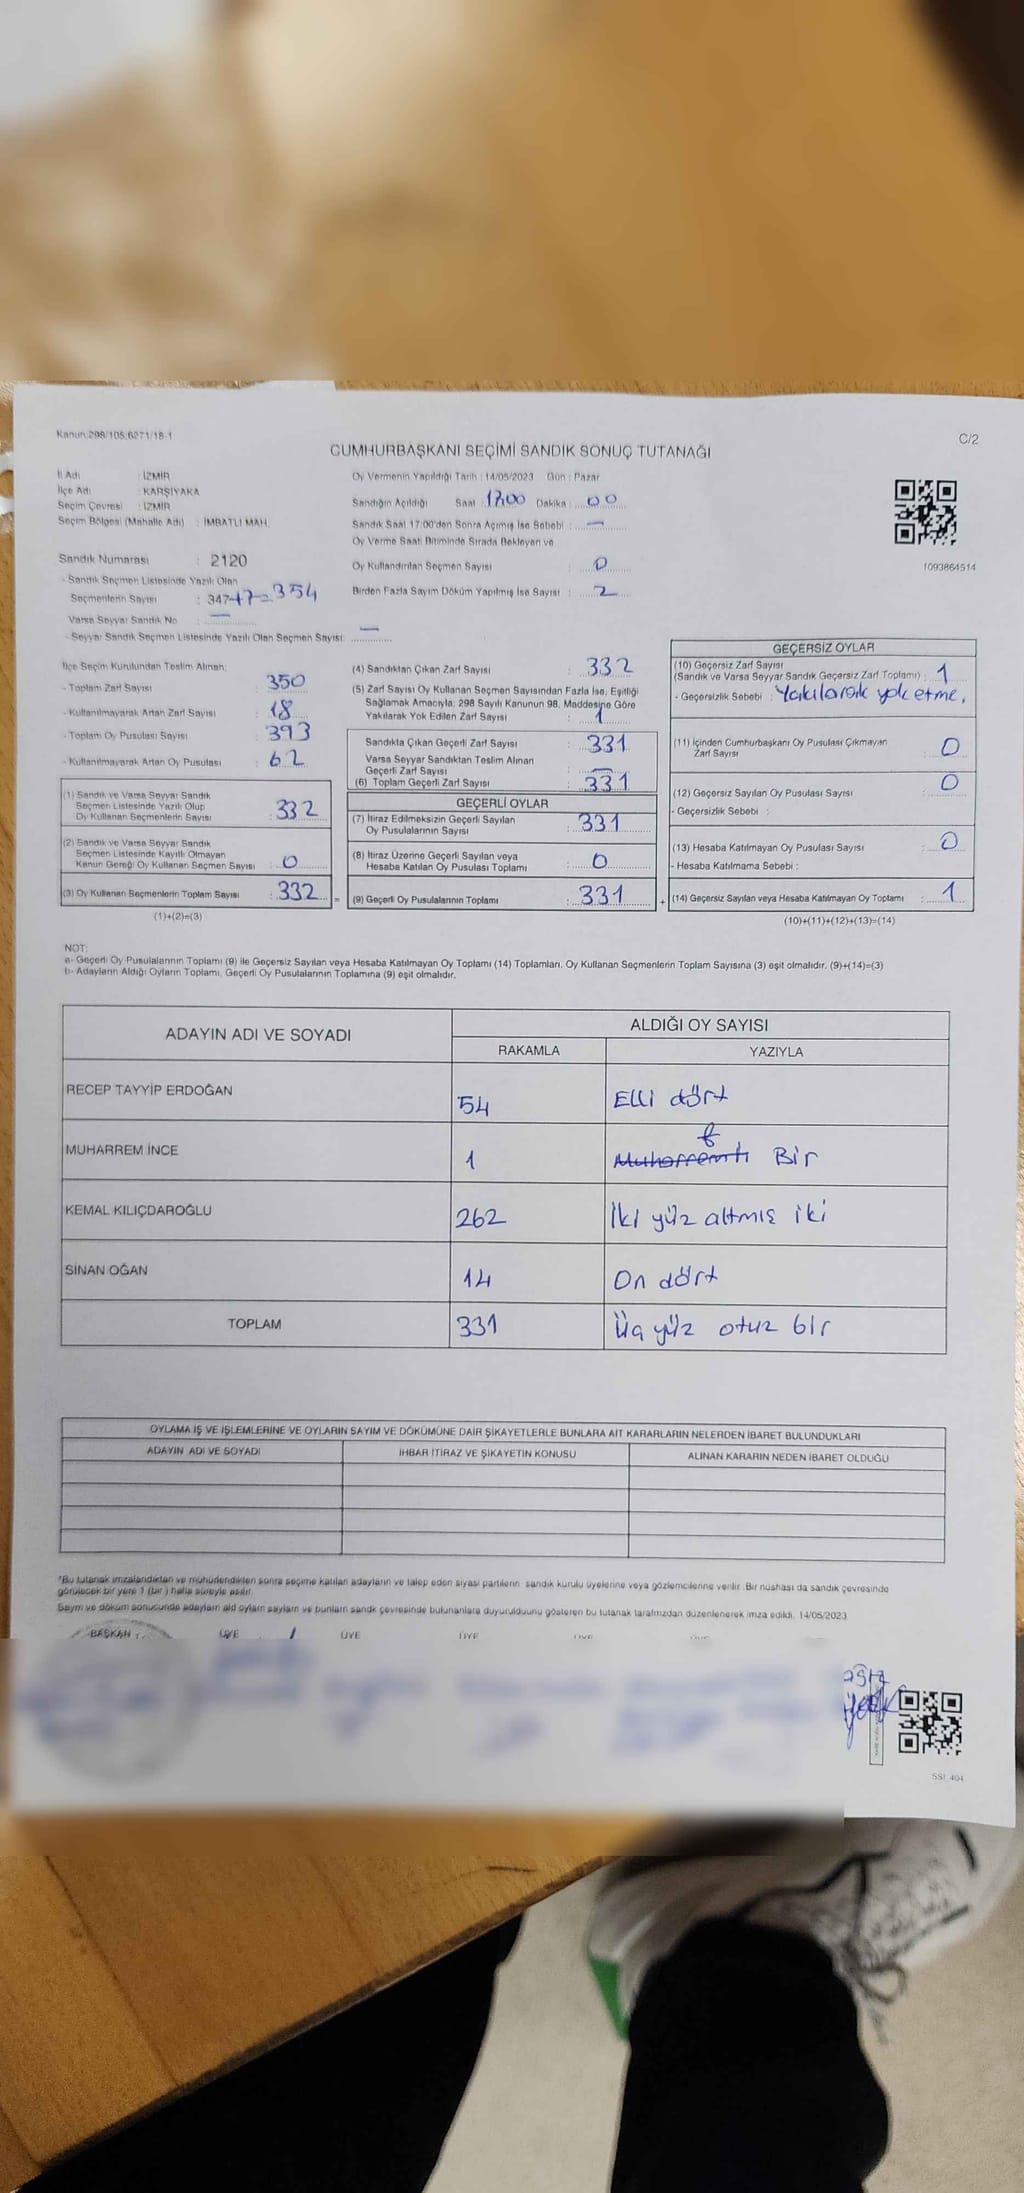 Kanun:298/105;6271/18-1
C/2
CUMHURBAŞKANI SEÇİMİ SANDIK SONUÇ TUTANAĞI
İl Adı : İZMİR
İlçe Adı : KARŞIYAKA
Seçim Çevresi : İZMİR
Seçim Bölgesi (Mahalle Adı) : İMBATLI MAH.
Oy Vermenin Yapıldığı Tarih : 14/05/2023 Gün : Pazar
Sandığın Açıldığı Saat : 17:00 Dakika : 00
Sandık Saat 17:00'den Sonra Açılmış İse Sebebi : —
Oy Verme Saati Bitiminde Sırada Bekleyen ve
Oy Kullandırılan Seçmen Sayısı : 0
Birden Fazla Sayım Döküm Yapılmış İse Sayısı : 2
1093864514
Sandık Numarası : 2120
- Sandık Seçmen Listesinde Yazılı Olan
Seçmenlerin Sayısı : 347+7=354
Varsa Seyyar Sandık No : —
- Seyyar Sandık Seçmen Listesinde Yazılı Olan Seçmen Sayısı: —
İlçe Seçim Kurulundan Teslim Alınan:
- Toplam Zarf Sayısı : 350
- Kullanılmayarak Artan Zarf Sayısı : 18
- Toplam Oy Pusulası Sayısı : 393
- Kullanılmayarak Artan Oy Pusulası : 62
(1) Sandık ve Varsa Seyyar Sandık
Seçmen Listesinde Yazılı Olup
Oy Kullanan Seçmenlerin Sayısı : 332
(2) Sandık ve Varsa Seyyar Sandık
Seçmen Listesinde Kayıtlı Olmayan
Kanun Gereği Oy Kullanan Seçmen Sayısı : 0
(3) Oy Kullanan Seçmenlerin Toplam Sayısı : 332
(1)+(2)=(3)
(4) Sandıktan Çıkan Zarf Sayısı : 332
(5) Zarf Sayısı Oy Kullanan Seçmen Sayısından Fazla İse, Eşitliği
Sağlamak Amacıyla; 298 Sayılı Kanunun 98. Maddesine Göre
Yakılarak Yok Edilen Zarf Sayısı : 1
Sandıkta Çıkan Geçerli Zarf Sayısı : 331
Varsa Seyyar Sandıktan Teslim Alınan
Geçerli Zarf Sayısı : —
(6) Toplam Geçerli Zarf Sayısı : 331
GEÇERLİ OYLAR
(7) İtiraz Edilmeksizin Geçerli Sayılan
Oy Pusulalarının Sayısı : 331
(8) İtiraz Üzerine Geçerli Sayılan veya
Hesaba Katılan Oy Pusulası Toplamı : 0
= (9) Geçerli Oy Pusulalarının Toplamı : 331
GEÇERSİZ OYLAR
(10) Geçersiz Zarf Sayısı
(Sandık ve Varsa Seyyar Sandık Geçersiz Zarf Toplamı) : 1
- Geçersizlik Sebebi : Yakılarak yok etme.
(11) İçinden Cumhurbaşkanı Oy Pusulası Çıkmayan
Zarf Sayısı : 0
(12) Geçersiz Sayılan Oy Pusulası Sayısı : 0
- Geçersizlik Sebebi :
(13) Hesaba Katılmayan Oy Pusulası Sayısı : 0
- Hesaba Katılmama Sebebi :
+ (14) Geçersiz Sayılan veya Hesaba Katılmayan Oy Toplamı : 1
(10)+(11)+(12)+(13)=(14)
NOT:
a- Geçerli Oy Pusulalarının Toplamı (9) ile Geçersiz Sayılan veya Hesaba Katılmayan Oy Toplamı (14) Toplamları, Oy Kullanan Seçmenlerin Toplam Sayısına (3) eşit olmalıdır. (9)+(14)=(3)
b- Adayların Aldığı Oyların Toplamı, Geçerli Oy Pusulalarının Toplamına (9) eşit olmalıdır.
ADAYIN ADI VE SOYADI
ALDIĞI OY SAYISI
RAKAMLA YAZIYLA
RECEP TAYYİP ERDOĞAN 54 Elli dört
MUHARREM İNCE 1 Bir
KEMAL KILIÇDAROĞLU 262 İki yüz altmış iki
SİNAN OĞAN 14 On dört
TOPLAM 331 Üç yüz otuz bir
OYLAMA İŞ VE İŞLEMLERİNE VE OYLARIN SAYIM VE DÖKÜMÜNE DAİR ŞİKAYETLERLE BUNLARA AİT KARARLARIN NELERDEN İBARET BULUNDUKLARI
ADAYIN ADI VE SOYADI İHBAR İTİRAZ VE ŞİKAYETİN KONUSU ALINAN KARARIN NEDEN İBARET OLDUĞU
*Bu tutanak imzalandıktan ve mühürlendikten sonra seçime katılan adayların ve talep eden siyasi partilerin sandık kurulu üyelerine veya gözlemcilerine verilir. Bir nüshası da sandık çevresinde
görülecek bir yere 1 (bir) hafta süreyle asılır.
Sayım ve döküm sonucunda adayların aldı oyların sayıları ve bunların sandk çevresinde bulunanlara duyurulduunu gösteren bu tutanak tarafmzdan düzenlenerek imza edildi. 14/05/2023
BAŞKAN ÜYE ÜYE ÜYE ÜYE
SSİ_404